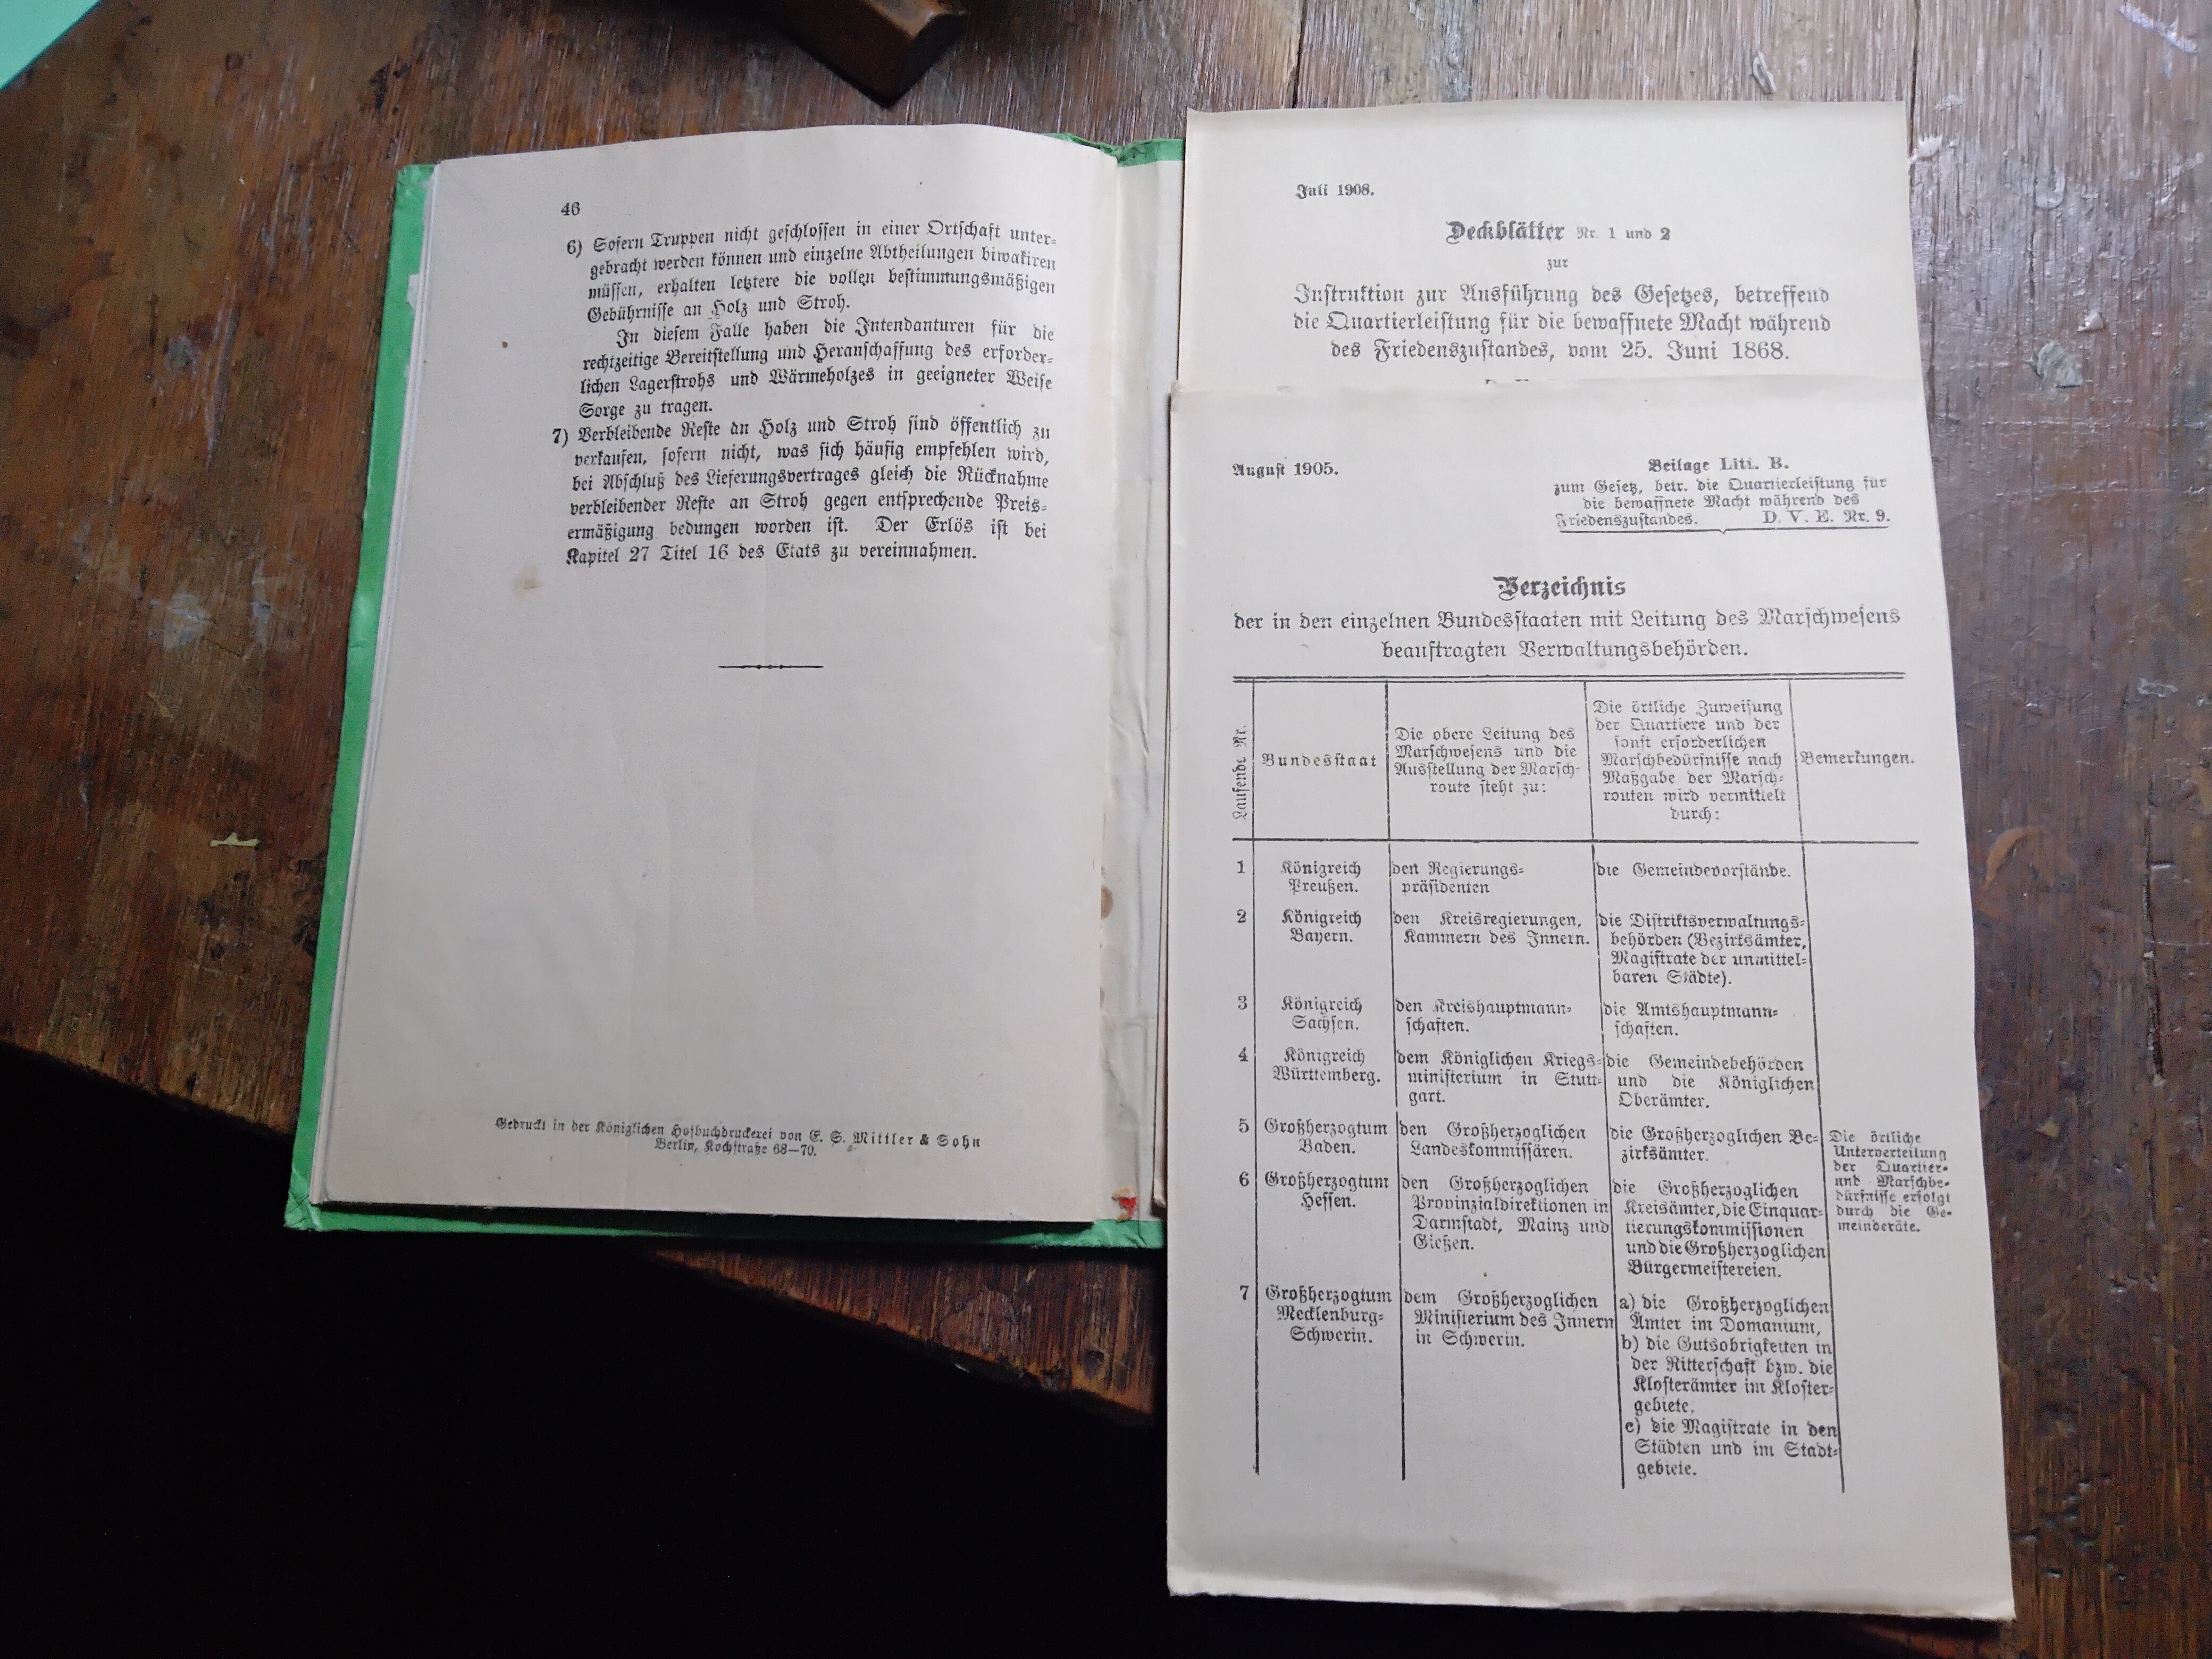 46
6) Sofern Truppen nicht geschlossen in einer Ortschaft unter-
gebracht werden können und einzelne Abtheilungen biwakiren
müssen, erhalten letztere die vollen bestimmungsmäßigen
Gebührnisse an Holz und Stroh.
In diesem Falle haben die Intendanturen für die
rechtzeitige Bereitstellung und Heranschaffung des erforder-
lichen Lagerstrohs und Wärmeholzes in geeigneter Weise
Sorge zu tragen.
7) Verbleibende Reste an Holz und Stroh sind öffentlich zu
verkaufen, sofern nicht, was sich häufig empfehlen wird,
bei Abschluß des Lieferungsvertrages gleich die Rücknahme
verbleibender Reste an Stroh gegen entsprechende Preis-
ermäßigung bedungen worden ist. Der Erlös ist bei
Kapitel 27 Titel 16 des Etats zu vereinnahmen.
Gedruckt in der Königlichen Hofbuchdruckerei von E. S. Mittler & Sohn
Berlin, Kochstraße 68—70.
Juli 1908.
Deckblätter Nr. 1 und 2
zur
Instruktion zur Ausführung des Gesetzes, betreffend
die Quartierleistung für die bewaffnete Macht während
des Friedenszustandes, vom 25. Juni 1868.
August 1905.
Beilage Litt. B.
zum Gesetz, betr. die Quartierleistung für
die bewaffnete Macht während des
Friedenszustandes. D. V. E. Nr. 9.
Verzeichnis
der in den einzelnen Bundesstaaten mit Leitung des Marschwesens
beauftragten Verwaltungsbehörden.
Laufende Nr.
Bundesstaat
Die obere Leitung des
Marschwesens und die
Ausstellung der Marsch-
route steht zu:
Die örtliche Zuweisung
der Quartiere und der
sonst erforderlichen
Marschbedürfnisse nach
Maßgabe der Marsch-
routen wird vermittelt
durch:
Bemerkungen.
1
Königreich
Preußen.
den Regierungs-
präsidenten
die Gemeindevorstände.
2
Königreich
Bayern.
den Kreisregierungen,
Kammern des Innern.
die Distriktsverwaltungs-
behörden (Bezirksämter,
Magistrate der unmittel-
baren Städte).
3
Königreich
Sachsen.
den Kreishauptmann-
schaften.
die Amtshauptmann-
schaften.
4
Königreich
Württemberg.
dem Königlichen Kriegs-
ministerium in Stutt-
gart.
die Gemeindebehörden
und die Königlichen
Oberämter.
5
Großherzogtum
Baden.
den Großherzoglichen
Landeskommissären.
die Großherzoglichen Be-
zirksämter.
Die örtliche
Unterverteilung
der Quartier-
und Marschbe-
dürfnisse erfolgt
durch die Ge-
meinderäte.
6
Großherzogtum
Hessen.
den Großherzoglichen
Provinzialdirektionen in
Darmstadt, Mainz und
Gießen.
die Großherzoglichen
Kreisämter, die Einquar-
tierungskommissionen
und die Großherzoglichen
Bürgermeistereien.
7
Großherzogtum
Mecklenburg-
Schwerin.
dem Großherzoglichen
Ministerium des Innern
in Schwerin.
a) die Großherzoglichen
Ämter im Domanium,
b) die Gutsobrigkeiten in
der Ritterschaft bzw. die
Klosterämter im Kloster-
gebiete.
c) die Magistrate in den
Städten und im Stadt-
gebiete.